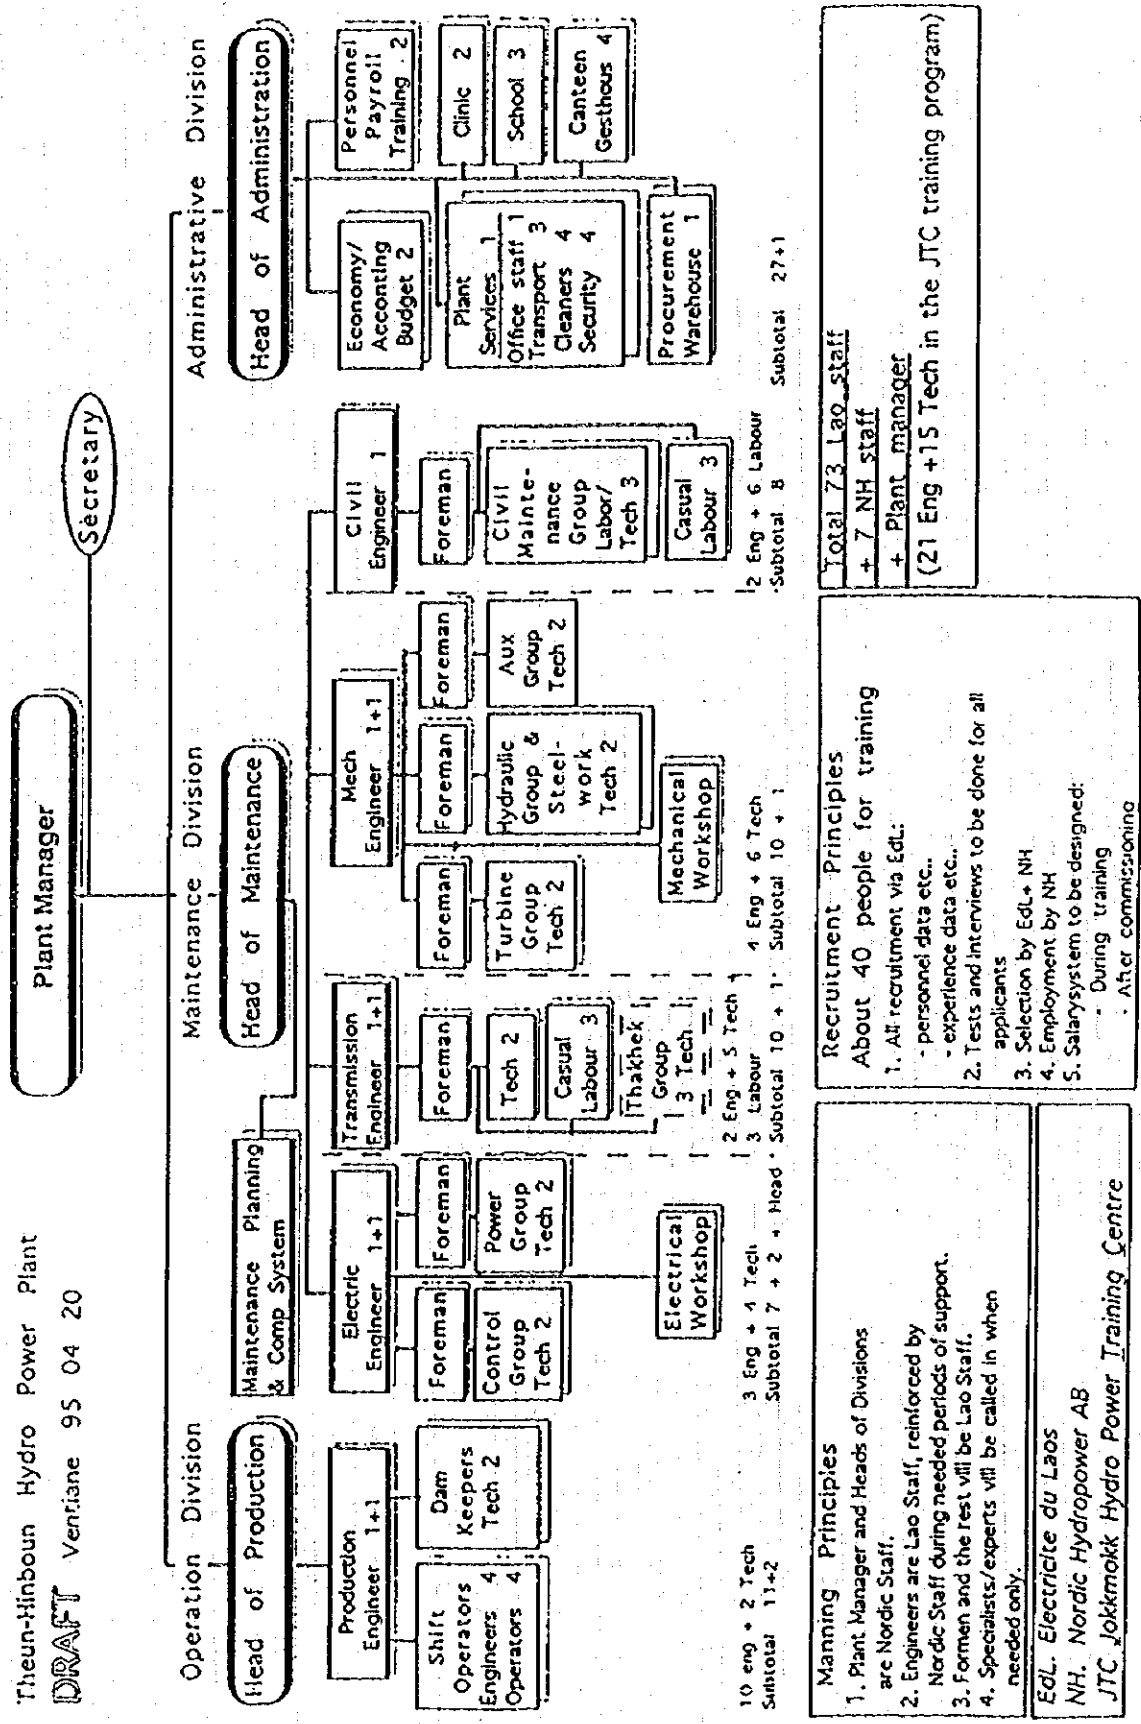 Theun-Hinboun Hydro Power Plant
DRAFT Ventiane 95 04 20
Plant Manager
Secretary
Operation Division
Maintenance Division
Administrative Division
Head of Production
Maintenance Planning
& Comp System
Head of Maintenance
Head of Administration
Production
Engineer 1+1
Shift
Operators
Engineers 4
Operators 4
Dam
Keepers
Tech 2
10 eng + 2 Tech
Subtotal 11+2
Electric
Engineer 1+1
Foreman
Control
Group
Tech 2
Foreman
Power
Group
Tech 2
Electrical
Workshop
3 Eng + 4 Tech
Subtotal 7 + 2 + Head
Transmission
Engineer 1+1
Foreman
Tech 2
Casual
Labour 3
Thakhek
Group
3 Tech
2 Eng + 5 Tech +
3 Labour
Subtotal 10 + 1
Mech
Engineer 1+1
Foreman
Turbine
Group
Tech 2
Foreman
Hydraulic
Group &
Steel-
work
Tech 2
Foreman
Aux
Group
Tech 2
Mechanical
Workshop
4 Eng + 6 Tech
Subtotal 10 + 1
Civil
Engineer 1
Foreman
Civil
Mainte-
nance
Group
Labor/
Tech 3
Casual
Labour 3
2 Eng + 6 Labour
Subtotal 8
Economy/
Acconting
Budget 2
Personnel
Payroll
Training 2
Plant
Services 1
Office staff 1
Transport 3
Cleaners 4
Security 4
Clinic 2
School 3
Canteen
Gesthous 4
Procurement
Warehouse 1
Subtotal 27+1
Manning Principles
1. Plant Manager and Heads of Divisions
are Nordic Staff.
2. Engineers are Lao Staff, reinforced by
Nordic Staff during needed periods of support.
3. Formen and the rest will be Lao Staff.
4. Specialists/experts will be called in when
needed only.
EdL. Electricite du Laos
NH. Nordic Hydropower AB
JTC Jokkmokk Hydro Power Training Centre
Recruitment Principles
About 40 people for training
1. All recruitment via EdL:
- personnel data etc..
- experience data etc..
2. Tests and Interviews to be done for all
applicants
3. Selection by EdL+ NH
4. Employment by NH
5. Salarysystem to be designed:
- During training
- After commissioning
Total 73 Lao staff
+ 7 NH staff
+ Plant manager
(21 Eng +15 Tech in the JTC training program)